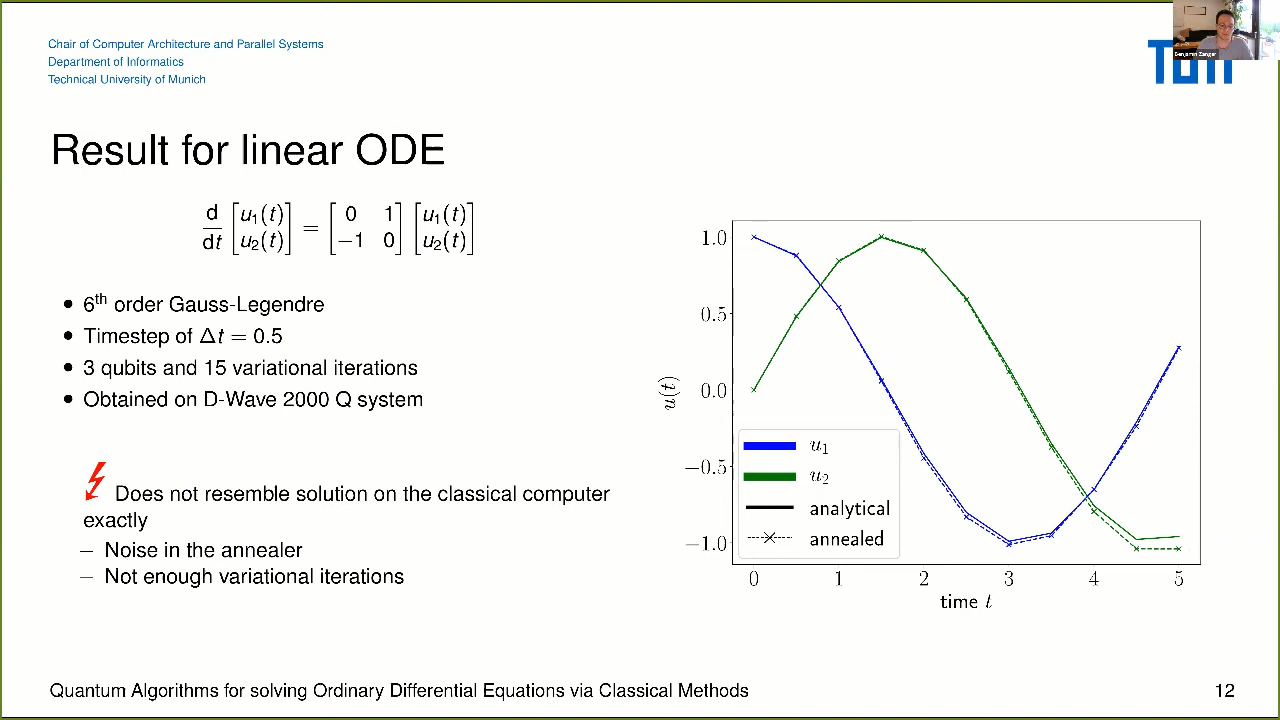 Chair of Computer Architecture and Parallel Systems
Department of Informatics
Technical University of Munich
Benjamin Zanger
Result for linear ODE
d/dt [u₁(t) u₂(t)] = [0 1 −1 0] [u₁(t) u₂(t)]
• 6th order Gauss-Legendre
• Timestep of Δt = 0.5
• 3 qubits and 15 variational iterations
• Obtained on D-Wave 2000 Q system
Does not resemble solution on the classical computer
exactly
– Noise in the annealer
– Not enough variational iterations
1.0
0.5
0.0
−0.5
−1.0
u(t)
u₁
u₂
analytical
annealed
0 1 2 3 4 5
time t
Quantum Algorithms for solving Ordinary Differential Equations via Classical Methods
12